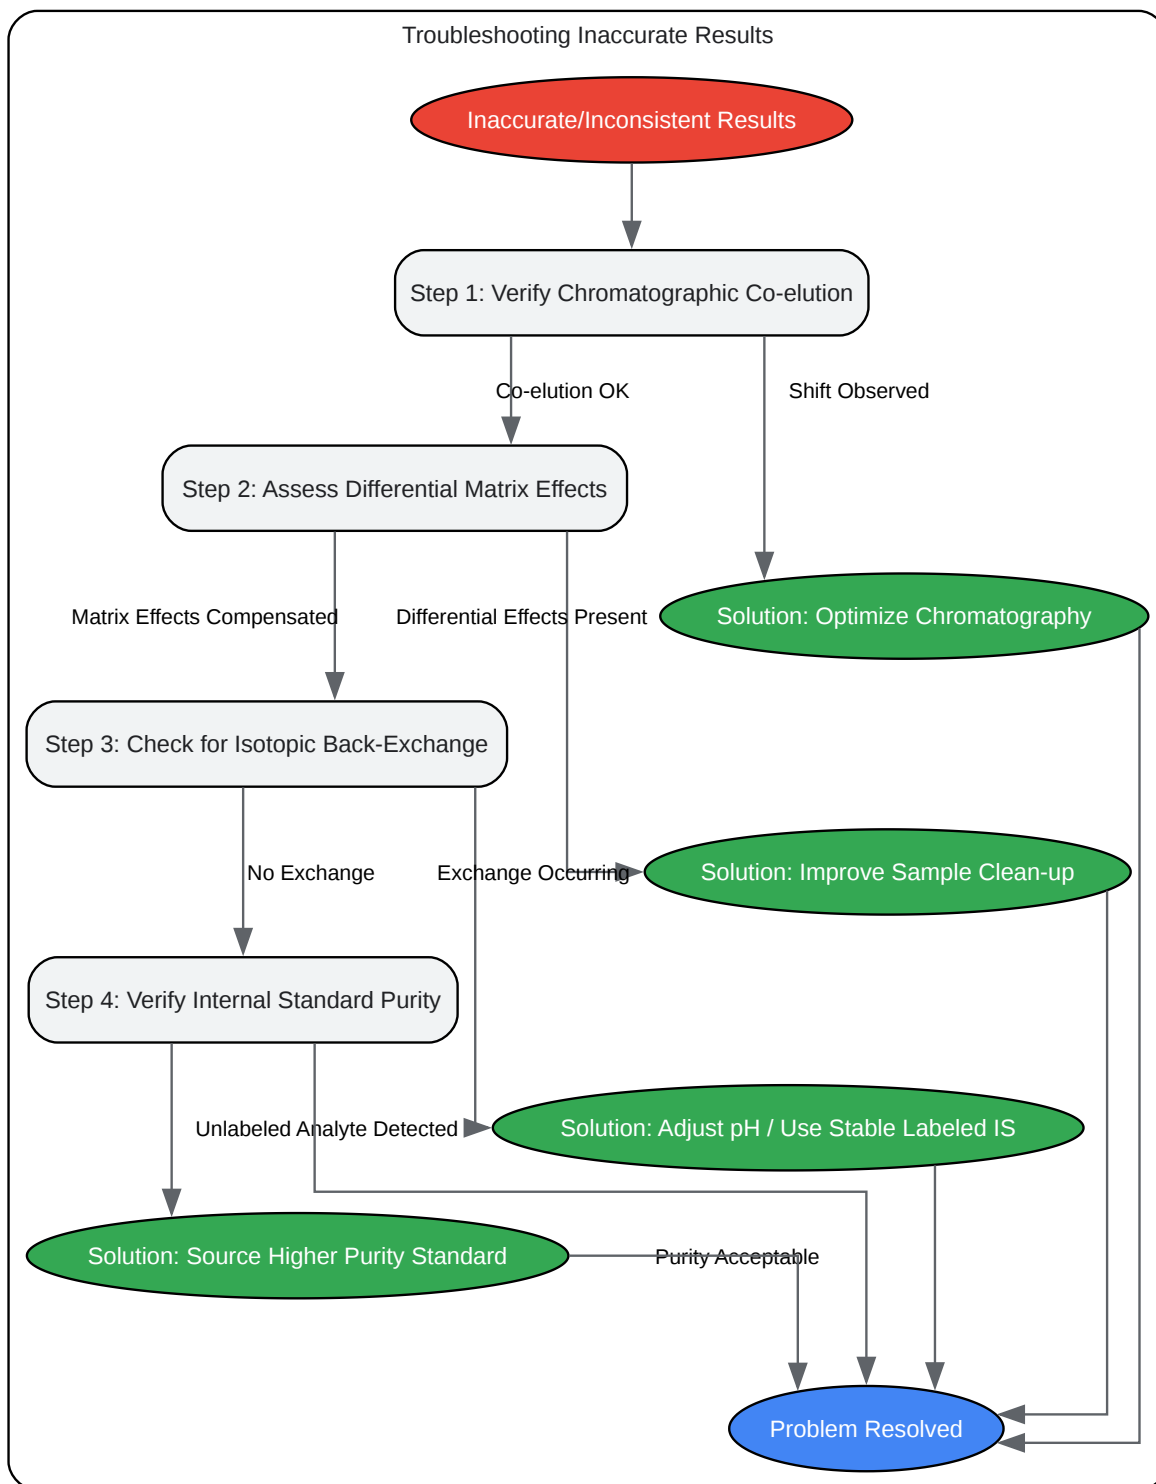 Troubleshooting Inaccurate Results
Inaccurate/Inconsistent Results
Step 1: Verify Chromatographic Co-elution
Co-elution OK
Shift Observed
Step 2: Assess Differential Matrix Effects
Matrix Effects Compensated
Differential Effects Present
Solution: Optimize Chromatography
Step 3: Check for Isotopic Back-Exchange
No Exchange
Exchange Occurring
Solution: Improve Sample Clean-up
Step 4: Verify Internal Standard Purity
Unlabeled Analyte Detected
Solution: Adjust pH / Use Stable Labeled IS
Solution: Source Higher Purity Standard
Purity Acceptable
Problem Resolved